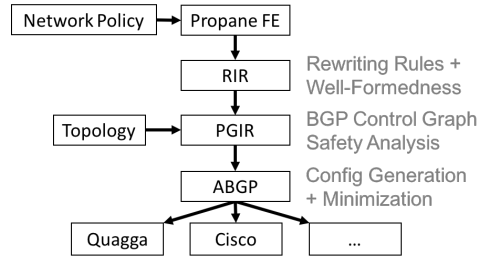 Network Policy
Propane FE
RIR
Rewriting Rules +
Well-Formedness
Topology
PGIR
BGP Control Graph
Safety Analysis
ABGP
Config Generation
+ Minimization
Quagga
Cisco
...